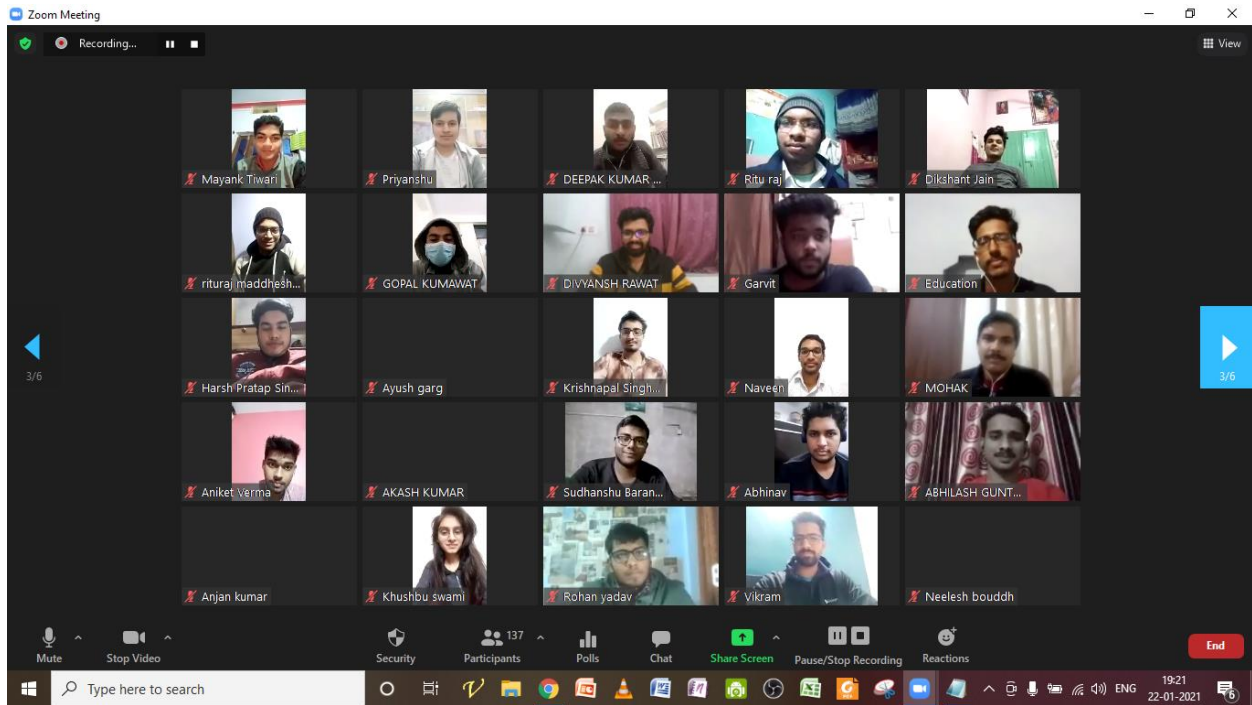 Zoom Meeting
Recording...
View
Mayank Tiwari
Priyanshu
DEEPAK KUMAR ...
Ritu raj
Dikshant Jain
rituraj maddhesh...
GOPAL KUMAWAT
DIVYANSH RAWAT
Garvit
Education
Harsh Pratap Sin...
Ayush garg
Krishnapal Singh...
Naveen
MOHAK
3/6
3/6
Aniket Verma
AKASH KUMAR
Sudhanshu Baran...
Abhinav
ABHILASH GUNT...
Anjan kumar
Khushbu swami
Rohan yadav
Vikram
Neelesh bouddh
137
Mute
Stop Video
Security
Participants
Polls
Chat
Share Screen
Pause/Stop Recording
Reactions
End
Type here to search
ENG
19:21
22-01-2021
6